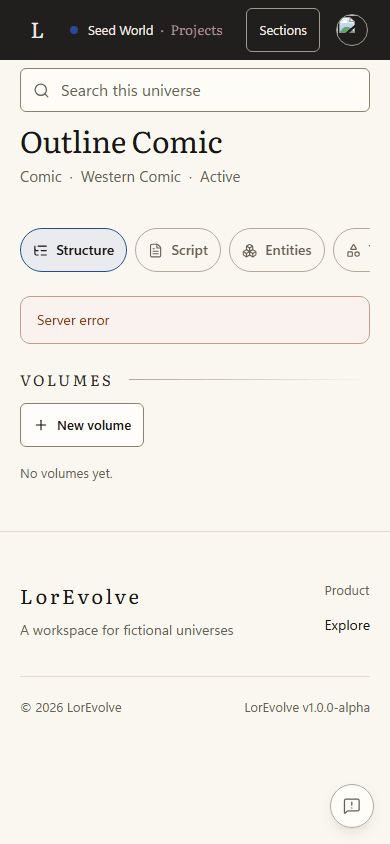 L Seed World · Projects Sections
Search this universe
Outline Comic
Comic · Western Comic · Active
Structure Script Entities
Server error
VOLUMES
New volume
No volumes yet.
LorEvolve Product
A workspace for fictional universes Explore
© 2026 LorEvolve LorEvolve v1.0.0-alpha